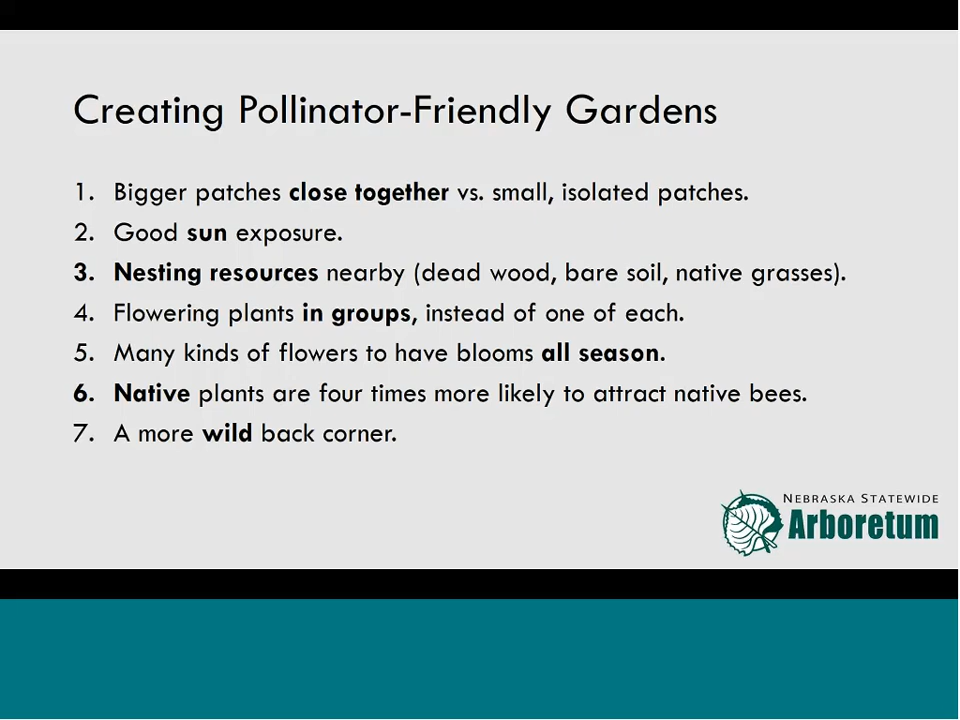 Creating Pollinator-Friendly Gardens
1. Bigger patches close together vs. small, isolated patches.
2. Good sun exposure.
3. Nesting resources nearby (dead wood, bare soil, native grasses).
4. Flowering plants in groups, instead of one of each.
5. Many kinds of flowers to have blooms all season.
6. Native plants are four times more likely to attract native bees.
7. A more wild back corner.
NEBRASKA STATEWIDE
Arboretum